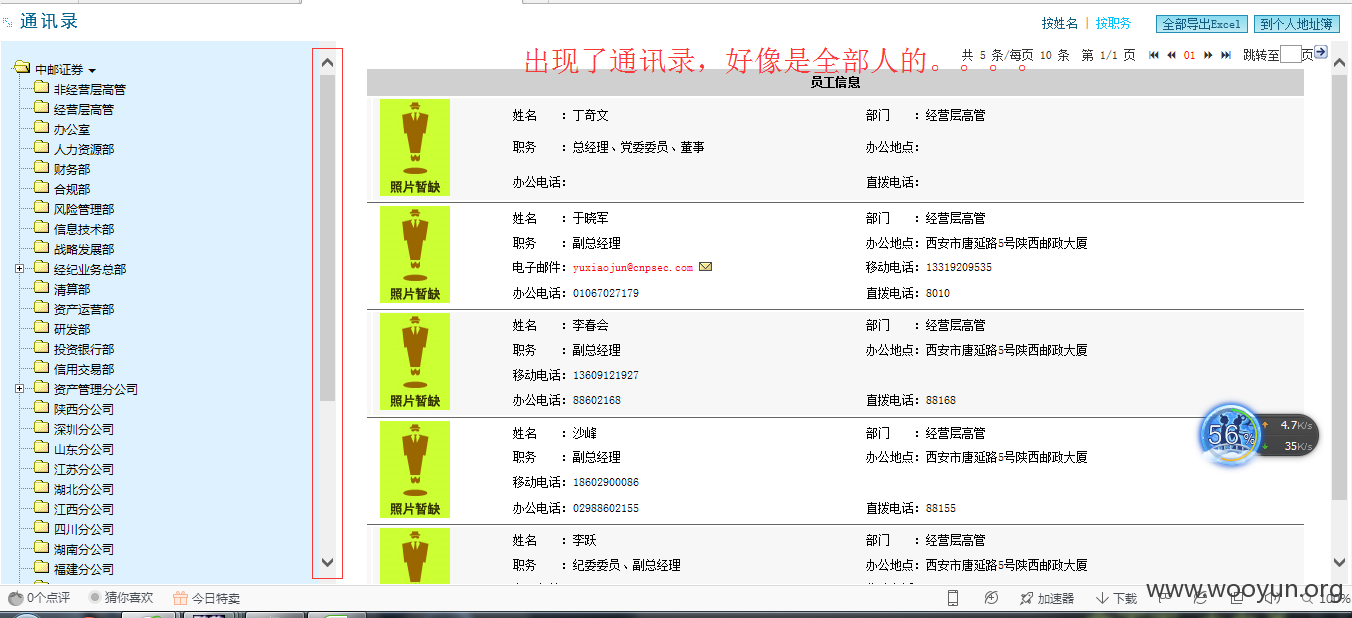 通讯录
按姓名 | 按职务 全部导出Excel 到个人地址簿
出现了通讯录，好像是全部人的。。。。
共 5 条/每页 10 条 第 1/1 页 01 跳转至 页
中邮证券
非经营层高管
经营层高管
办公室
人力资源部
财务部
合规部
风险管理部
信息技术部
战略发展部
经纪业务总部
清算部
资产运营部
研发部
投资银行部
信用交易部
资产管理分公司
陕西分公司
深圳分公司
山东分公司
江苏分公司
湖北分公司
江西分公司
四川分公司
湖南分公司
福建分公司
员工信息
照片暂缺
姓名 ：丁奇文 部门 ：经营层高管
职务 ：总经理、党委委员、董事 办公地点：
办公电话： 直拨电话：
照片暂缺
姓名 ：于晓军 部门 ：经营层高管
职务 ：副总经理 办公地点：西安市唐延路5号陕西邮政大厦
电子邮件：yuxiaojun@cnpsec.com 移动电话：13319209535
办公电话：01067027179 直拨电话：8010
照片暂缺
姓名 ：李春会 部门 ：经营层高管
职务 ：副总经理 办公地点：西安市唐延路5号陕西邮政大厦
移动电话：13609121927
办公电话：88602168 直拨电话：88168
照片暂缺
姓名 ：沙峰 部门 ：经营层高管
职务 ：副总经理 办公地点：西安市唐延路5号陕西邮政大厦
移动电话：18602900086
办公电话：02988602155 直拨电话：88155
姓名 ：李跃 部门 ：经营层高管
职务 ：纪委委员、副总经理 办公地点：西安市唐延路5号陕西邮政大厦
56% 4.7K/s
35K/s
www.wooyun.org
0个点评 猜你喜欢 今日特卖 加速器 下载 100%